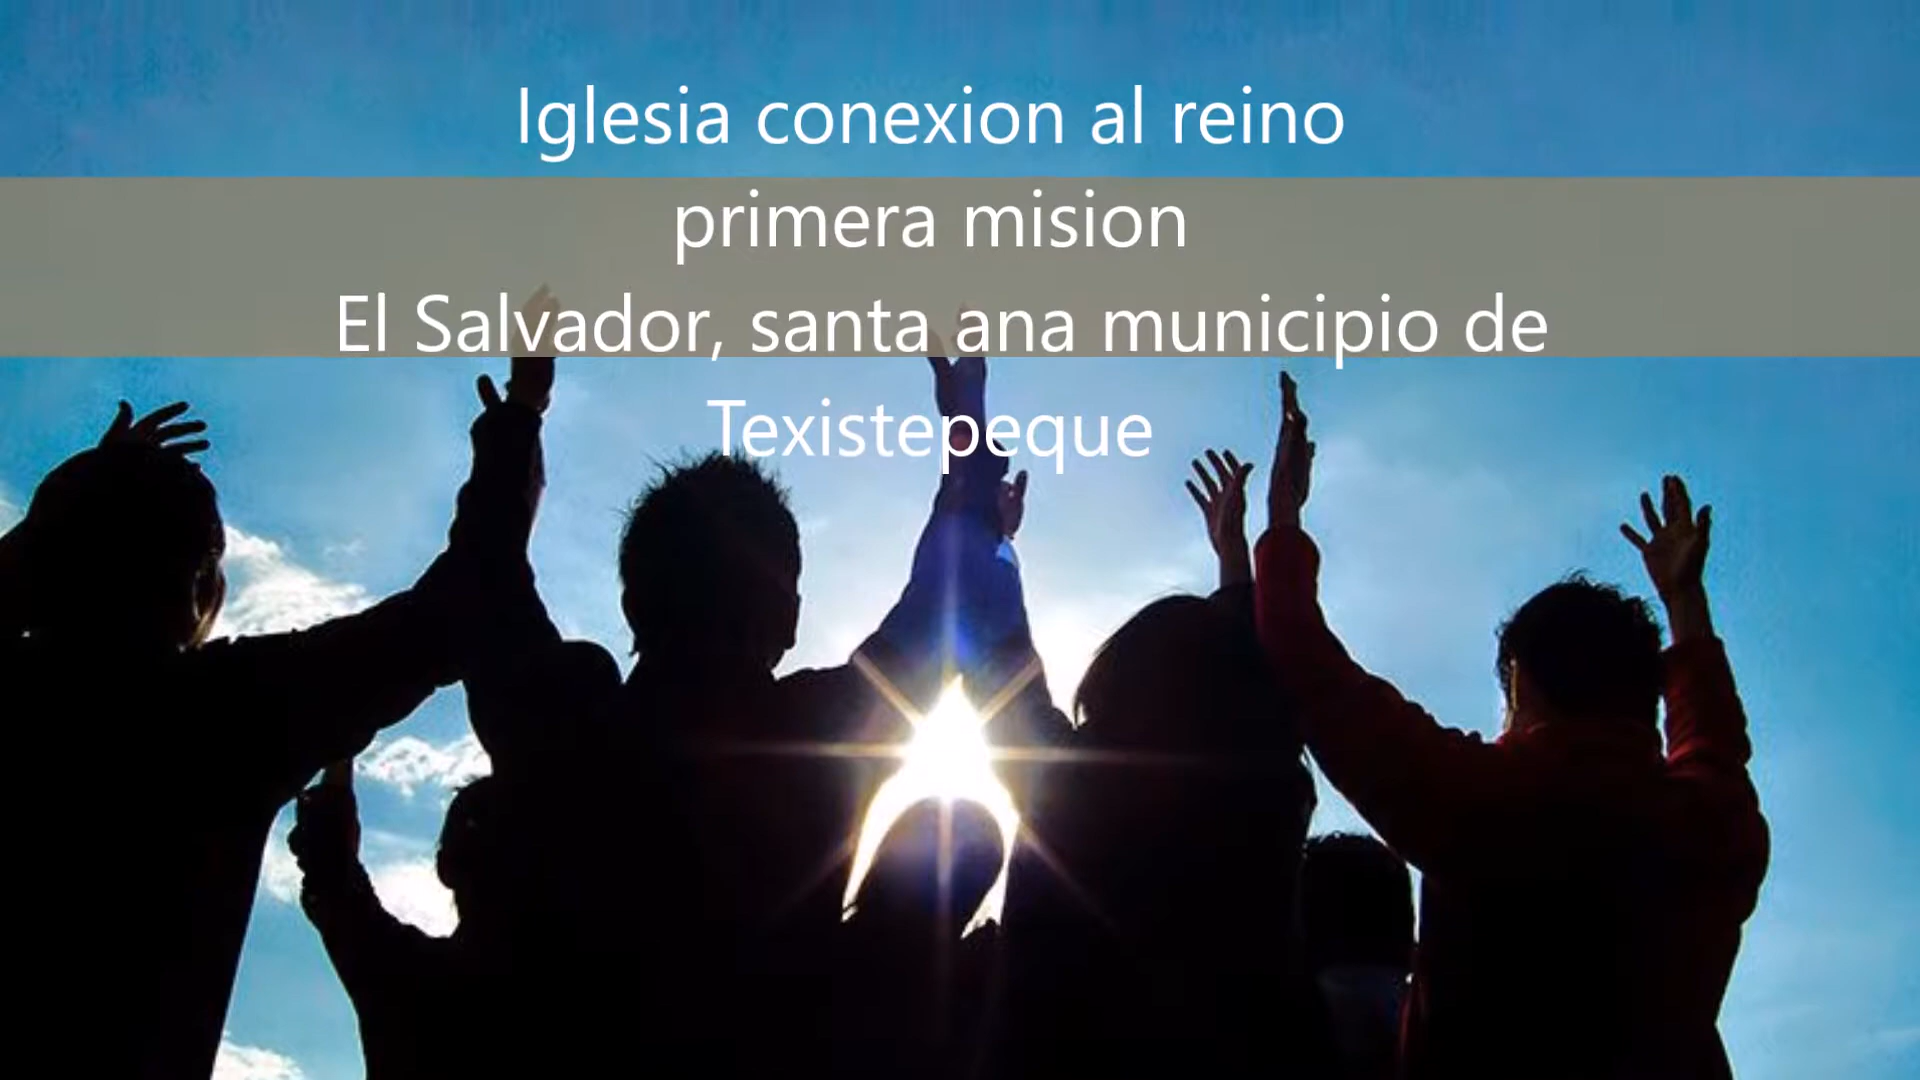 Iglesia conexion al reino
primera mision
El Salvador, santa ana municipio de
Texistepeque